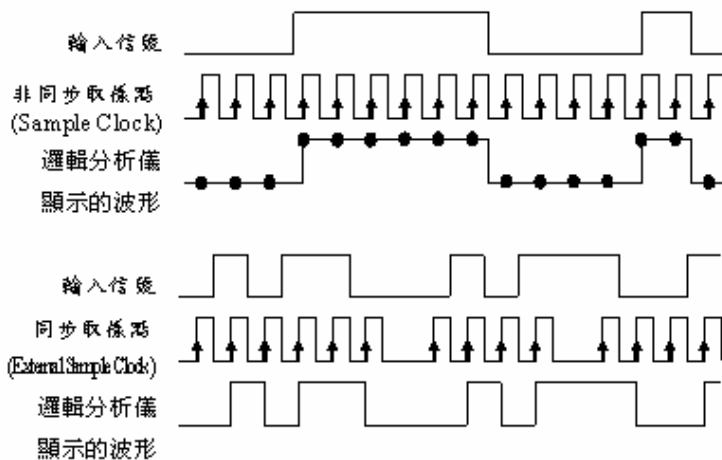 輸入信號
非同步取樣點
(Sample Clock)
邏輯分析儀
顯示的波形
輸入信號
同步取樣點
(External Sample Clock)
邏輯分析儀
顯示的波形